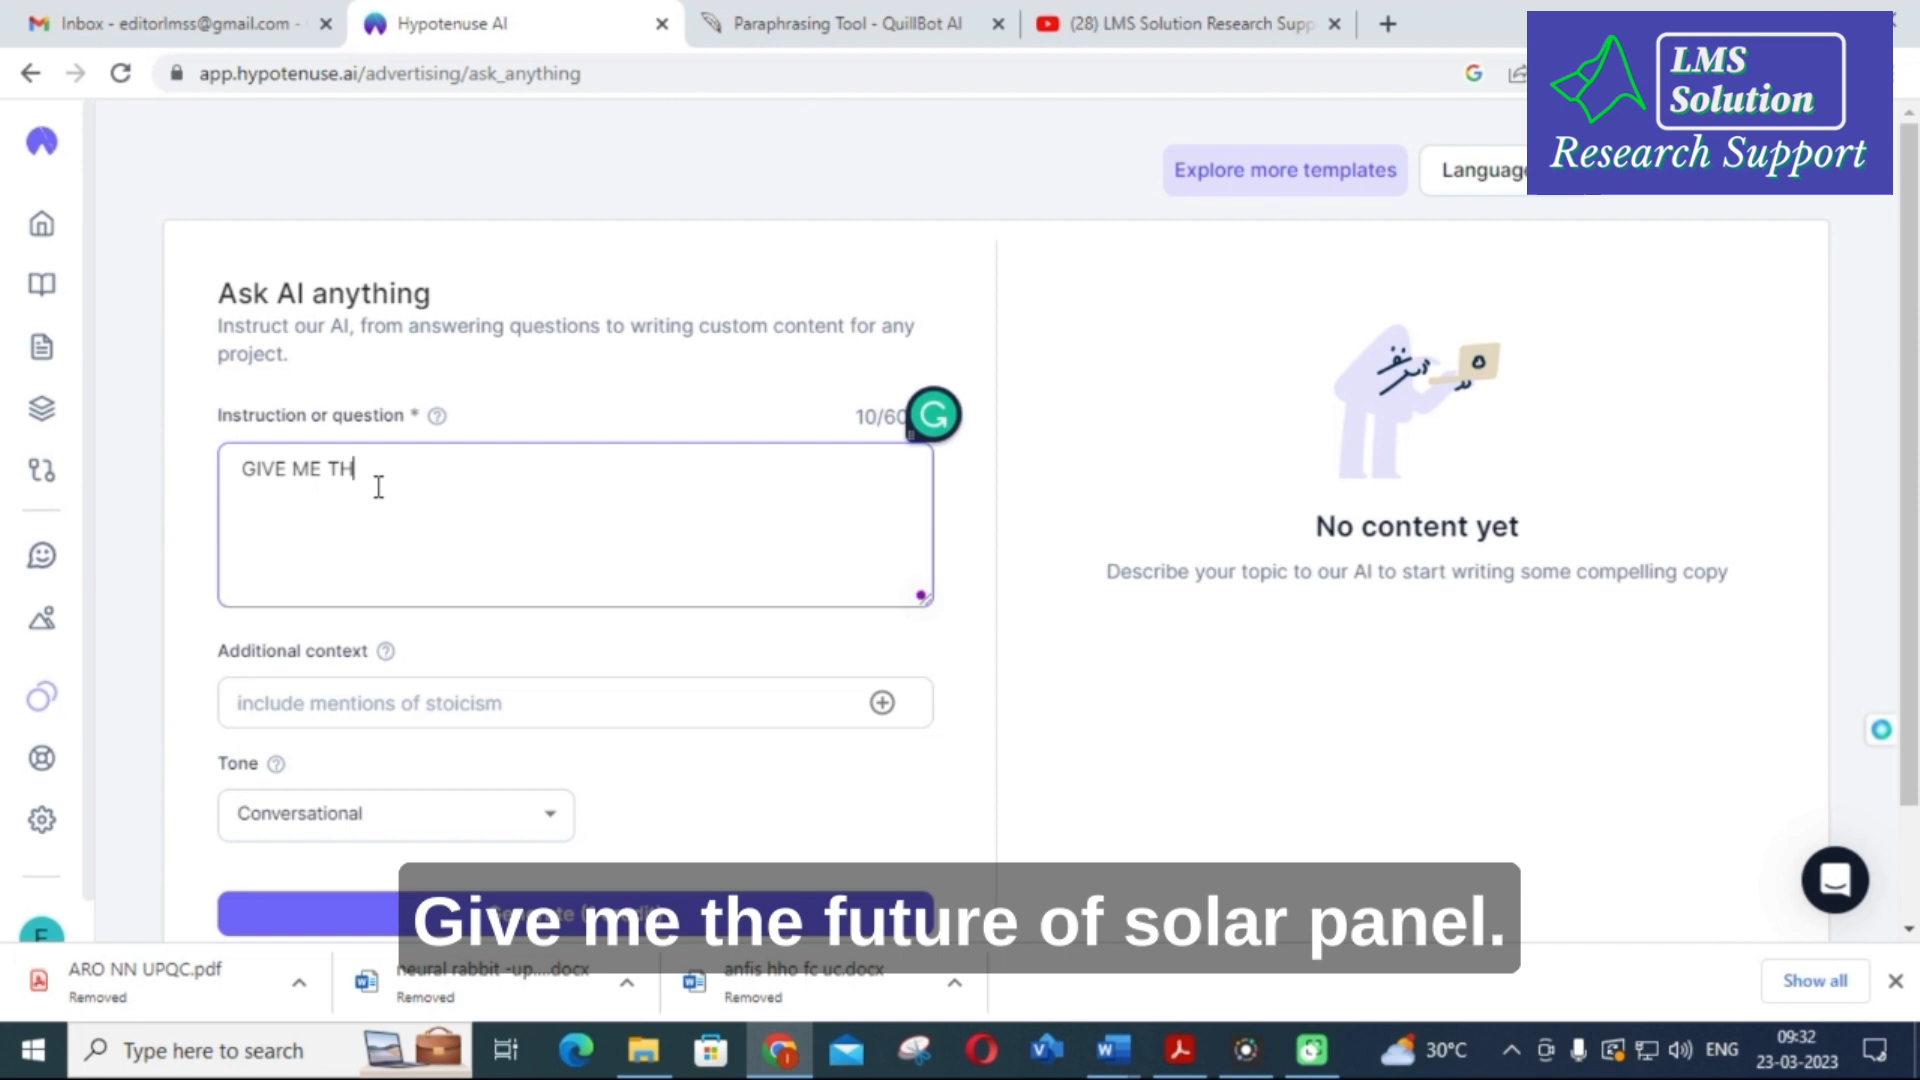 Inbox - editorlmss@gmail.com -
Hypotenuse AI
Paraphrasing Tool - QuillBot AI
(28) LMS Solution Research Supp
app.hypotenuse.ai/advertising/ask_anything
LMS
Solution
Research Support
Explore more templates
Language
Ask AI anything
Instruct our AI, from answering questions to writing custom content for any
project.
Instruction or question *
10/60
GIVE ME TH
No content yet
Describe your topic to our AI to start writing some compelling copy
Additional context
include mentions of stoicism
Tone
Conversational
Give me the future of solar panel.
E
ARO NN UPQC.pdf
Removed
neural rabbit -up....docx
Removed
anfis hho fc uc.docx
Removed
Show all
Type here to search
30°C
ENG
09:32
23-03-2023